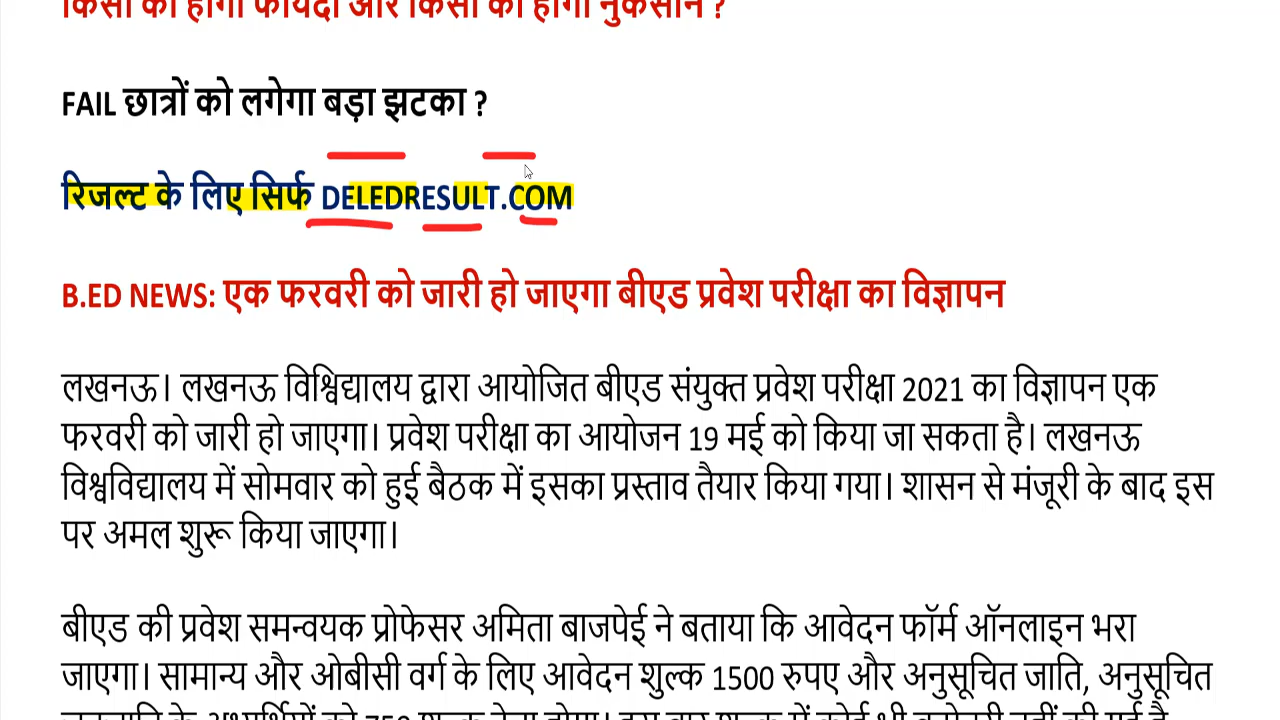 किसी को होगा फायदा और किसी को होगा नुकसान ?
FAIL छात्रों को लगेगा बड़ा झटका ?
रिजल्ट के लिए सिर्फ DELEDRESULT.COM
B.ED NEWS: एक फरवरी को जारी हो जाएगा बीएड प्रवेश परीक्षा का विज्ञापन
लखनऊ। लखनऊ विश्विद्यालय द्वारा आयोजित बीएड संयुक्त प्रवेश परीक्षा 2021 का विज्ञापन एक
फरवरी को जारी हो जाएगा। प्रवेश परीक्षा का आयोजन 19 मई को किया जा सकता है। लखनऊ
विश्वविद्यालय में सोमवार को हुई बैठक में इसका प्रस्ताव तैयार किया गया। शासन से मंजूरी के बाद इस
पर अमल शुरू किया जाएगा।
बीएड की प्रवेश समन्वयक प्रोफेसर अमिता बाजपेई ने बताया कि आवेदन फॉर्म ऑनलाइन भरा
जाएगा। सामान्य और ओबीसी वर्ग के लिए आवेदन शुल्क 1500 रुपए और अनुसूचित जाति, अनुसूचित